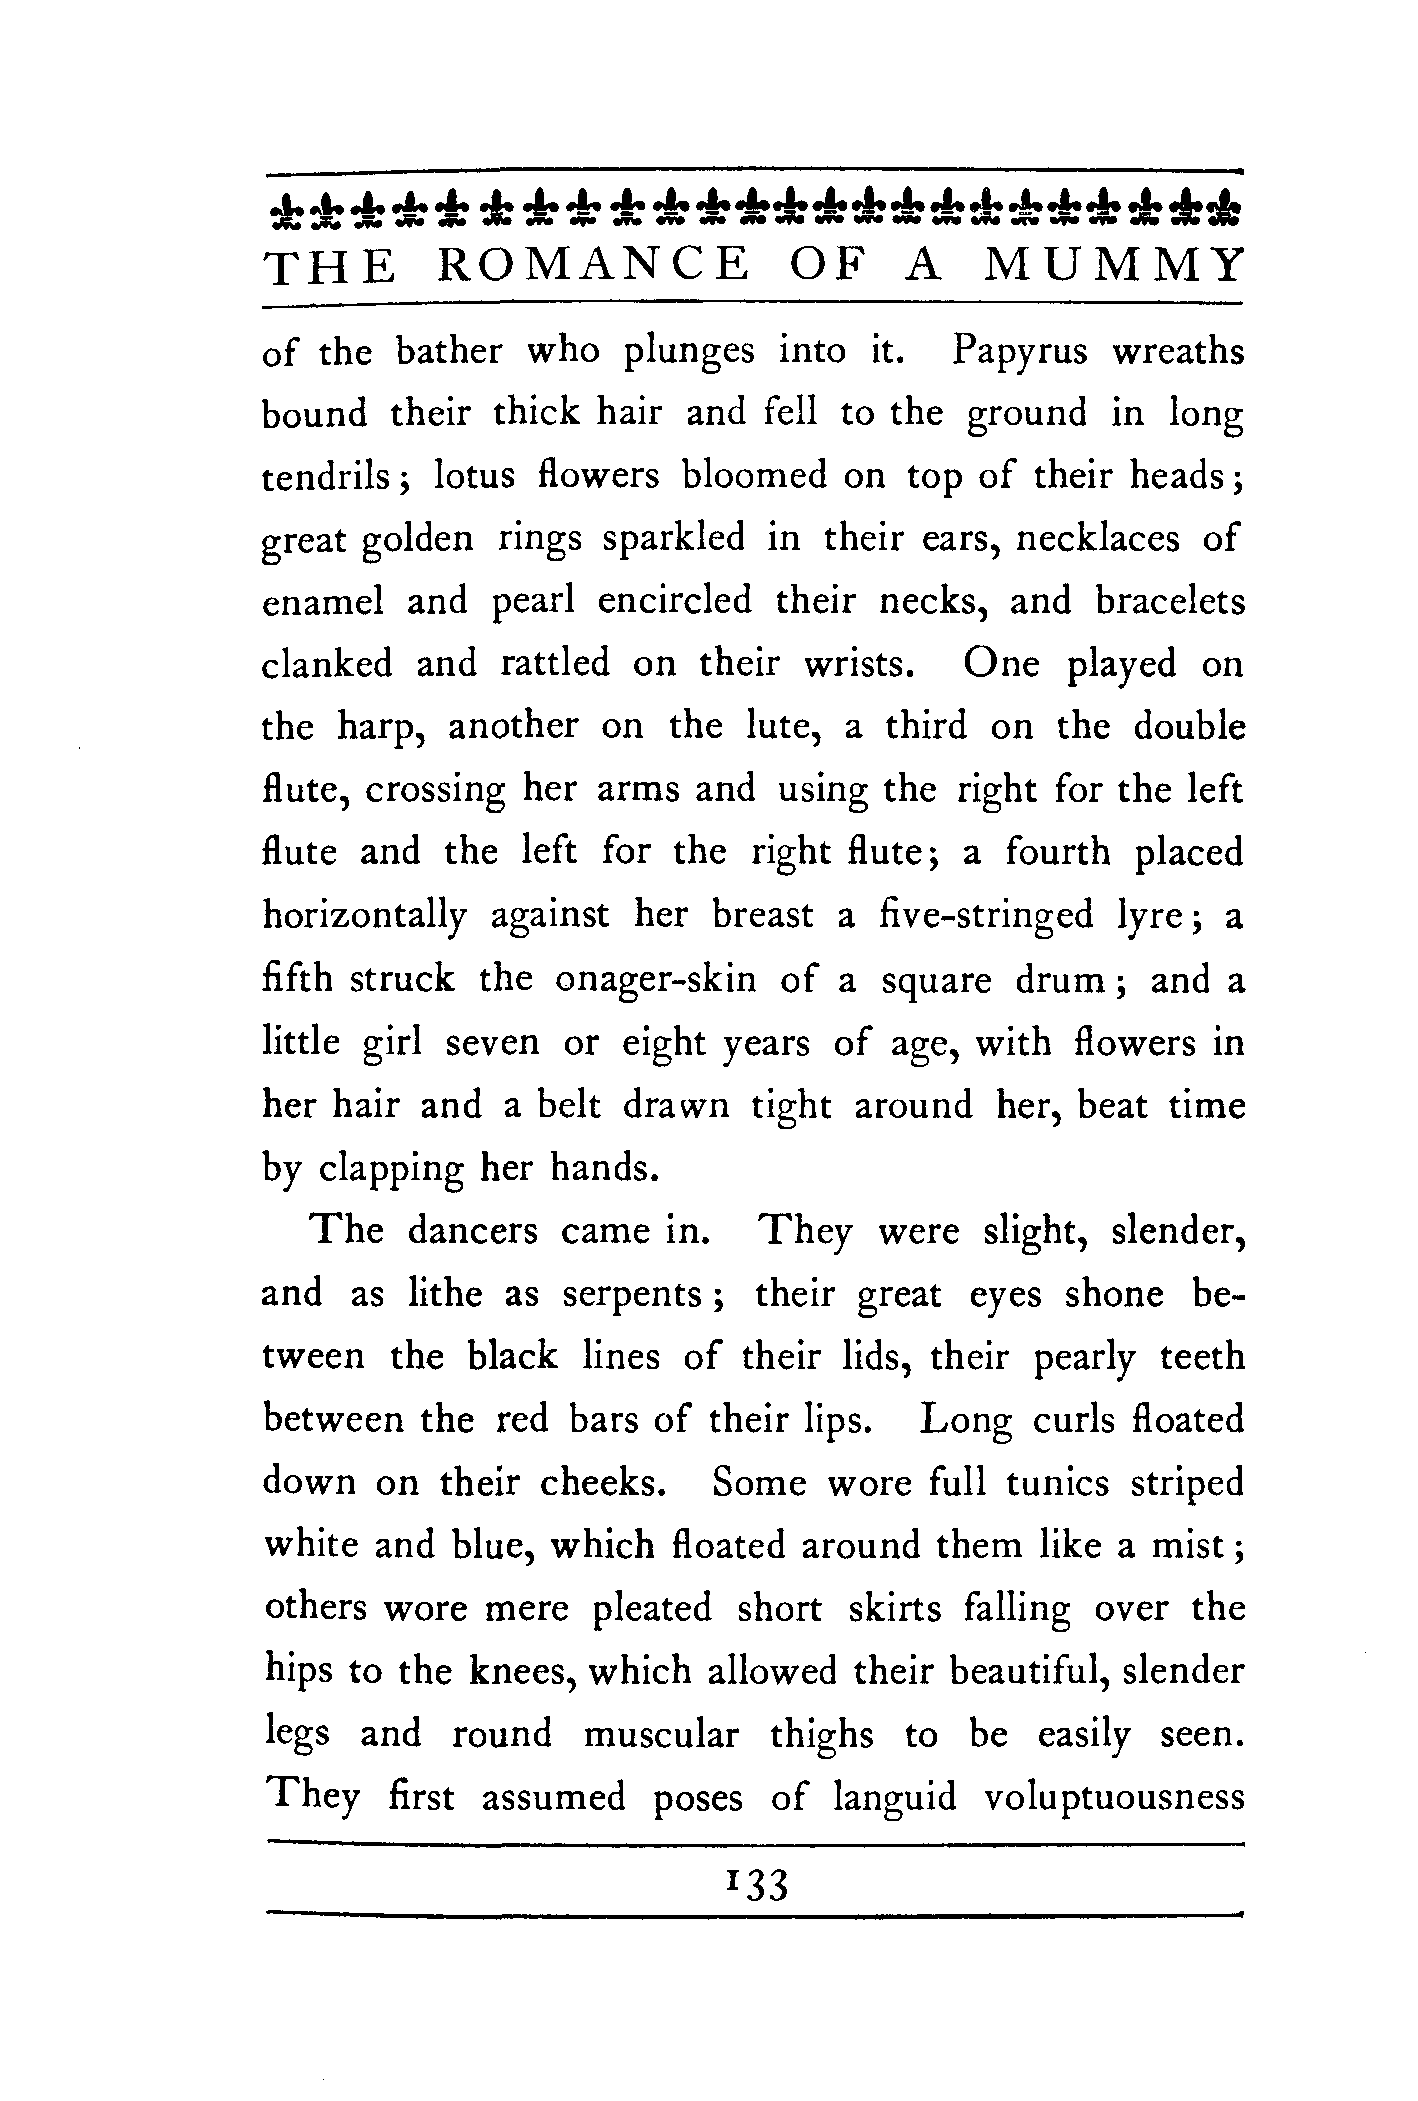 THE ROMANCE OF A MUMMY
of the bather who plunges into it. Papyrus wreaths
bound their thick hair and fell to the ground in long
tendrils; lotus flowers bloomed on top of their heads;
great golden rings sparkled in their ears, necklaces of
enamel and pearl encircled their necks, and bracelets
clanked and rattled on their wrists. One played on
the harp, another on the lute, a third on the double
flute, crossing her arms and using the right for the left
flute and the left for the right flute; a fourth placed
horizontally against her breast a five-stringed lyre; a
fifth struck the onager-skin of a square drum; and a
little girl seven or eight years of age, with flowers in
her hair and a belt drawn tight around her, beat time
by clapping her hands.
The dancers came in. They were slight, slender,
and as lithe as serpents; their great eyes shone be-
tween the black lines of their lids, their pearly teeth
between the red bars of their lips. Long curls floated
down on their cheeks. Some wore full tunics striped
white and blue, which floated around them like a mist;
others wore mere pleated short skirts falling over the
hips to the knees, which allowed their beautiful, slender
legs and round muscular thighs to be easily seen.
They first assumed poses of languid voluptuousness
133